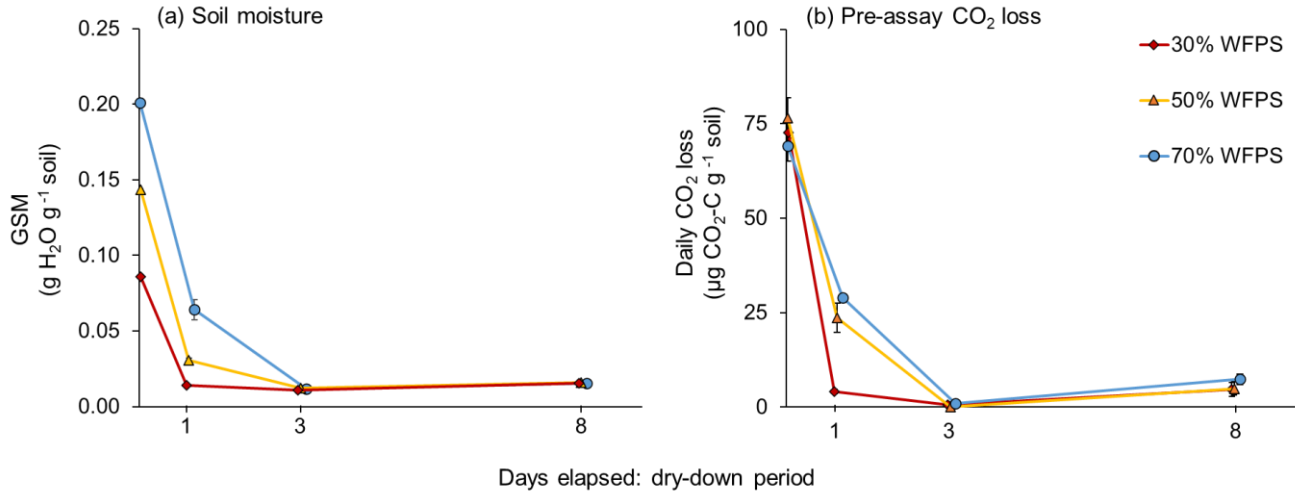 (a) Soil moisture
0.25
0.20
0.15
0.10
0.05
0.00
GSM
(g H₂O g⁻¹ soil)
1
3
8
(b) Pre-assay CO₂ loss
100
75
50
25
0
Daily CO₂ loss
(µg CO₂-C g⁻¹ soil)
1
3
8
30% WFPS
50% WFPS
70% WFPS
Days elapsed: dry-down period